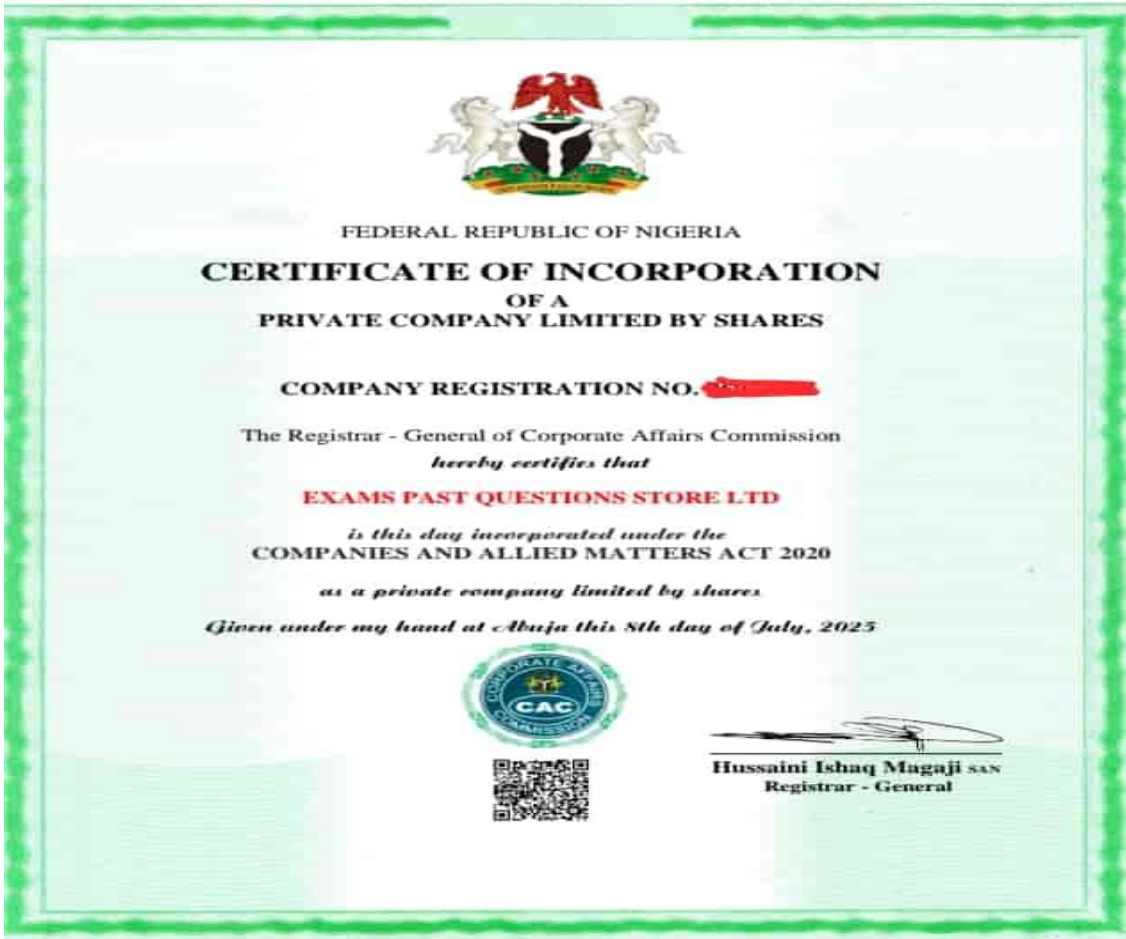 FEDERAL REPUBLIC OF NIGERIA
CERTIFICATE OF INCORPORATION
OF A
PRIVATE COMPANY LIMITED BY SHARES
COMPANY REGISTRATION NO.
The Registrar - General of Corporate Affairs Commission
hereby certifies that
EXAMS PAST QUESTIONS STORE LTD
is this day incorporated under the
COMPANIES AND ALLIED MATTERS ACT 2020
as a private company limited by shares
Given under my hand at Abuja this 8th day of July, 2025
CORPORATE AFFAIRS
CAC
COMMISSION
Hussaini Ishaq Magaji SAN
Registrar - General